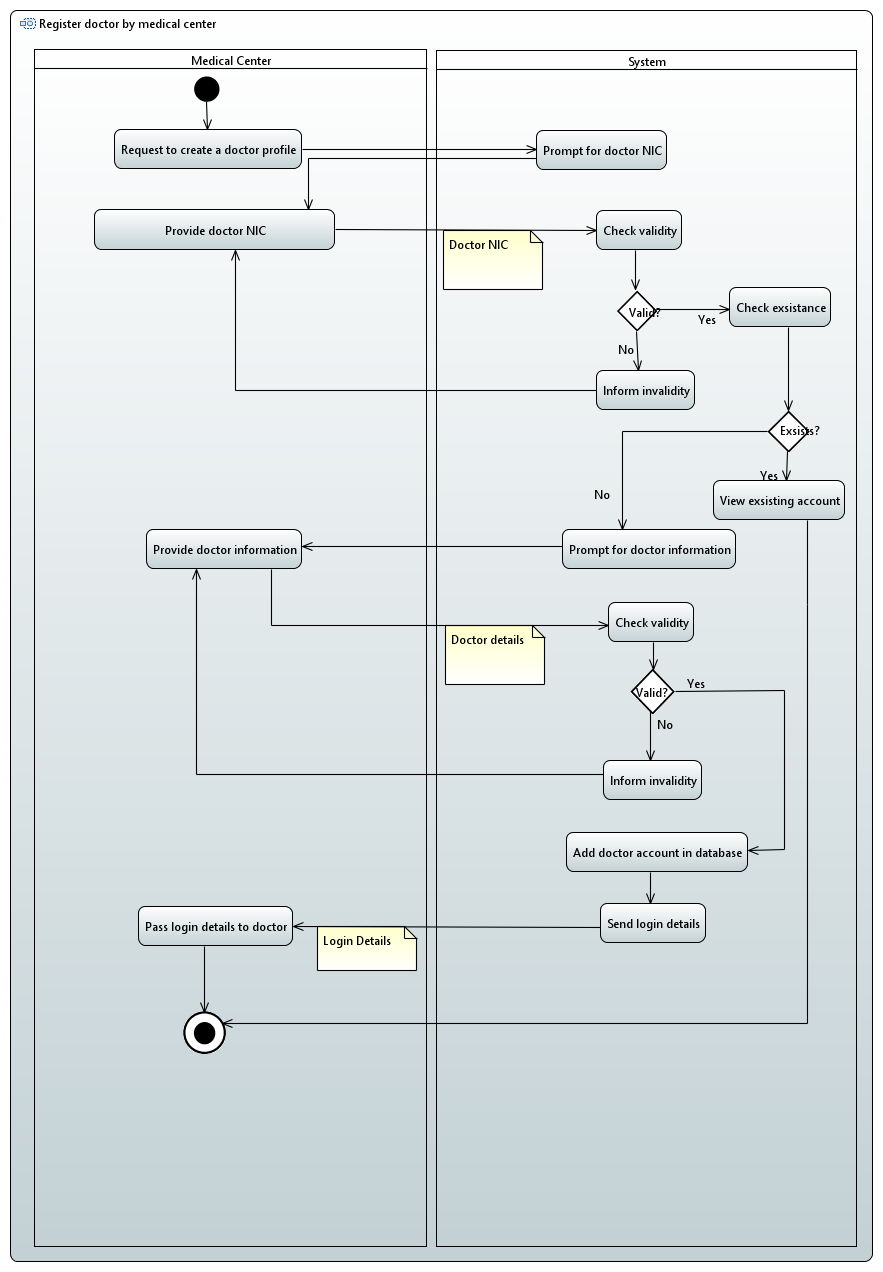 Register doctor by medical center
Medical Center
System
Request to create a doctor profile
Prompt for doctor NIC
Provide doctor NIC
Doctor NIC
Check validity
Valid?
Yes
Check exsistance
No
Inform invalidity
Exsists?
Yes
No
View exsisting account
Provide doctor information
Prompt for doctor information
Doctor details
Check validity
Valid?
Yes
No
Inform invalidity
Add doctor account in database
Pass login details to doctor
Login Details
Send login details